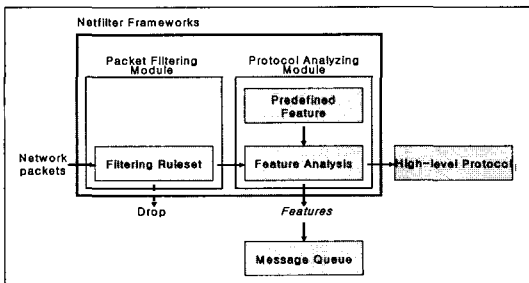 Netfilter Frameworks
Packet Filtering
Module
Protocol Analyzing
Module
Predefined
Feature
Network
packets
Filtering Ruleset
Feature Analysis
High-level Protocol
Drop
Features
Message Queue